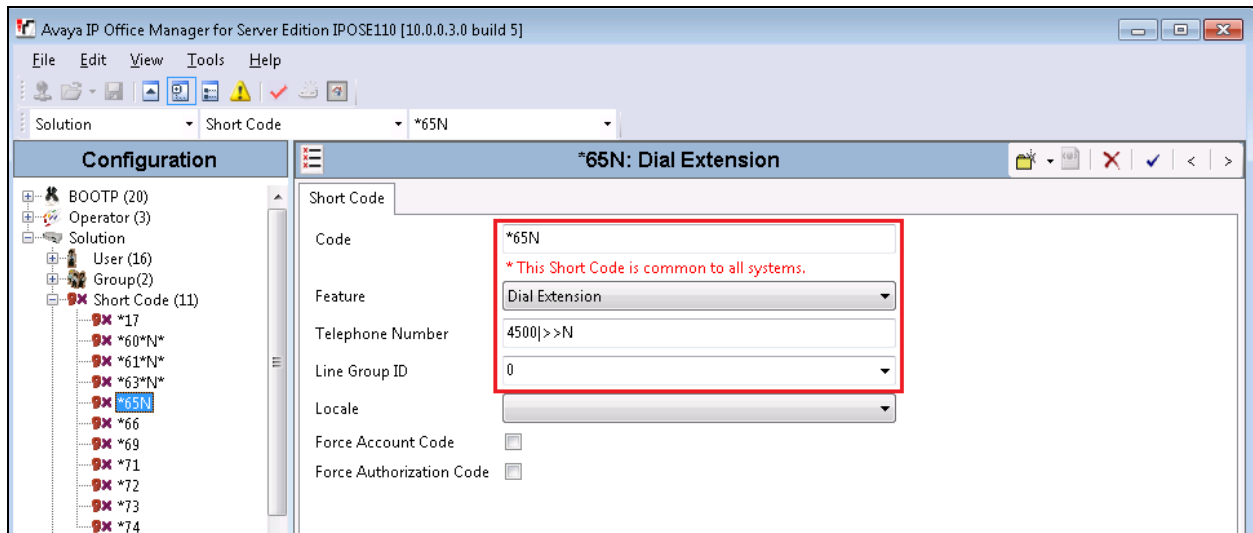 Avaya IP Office Manager for Server Edition IPOSE110 [10.0.0.3.0 build 5]
File Edit View Tools Help
Solution Short Code *65N
Configuration
*65N: Dial Extension
BOOTP (20)
Operator (3)
Solution
User (16)
Group(2)
Short Code (11)
*17
*60*N*
*61*N*
*63*N*
*65N
*66
*69
*71
*72
*73
*74
Short Code
Code *65N
* This Short Code is common to all systems.
Feature Dial Extension
Telephone Number 4500|>>N
Line Group ID 0
Locale
Force Account Code
Force Authorization Code